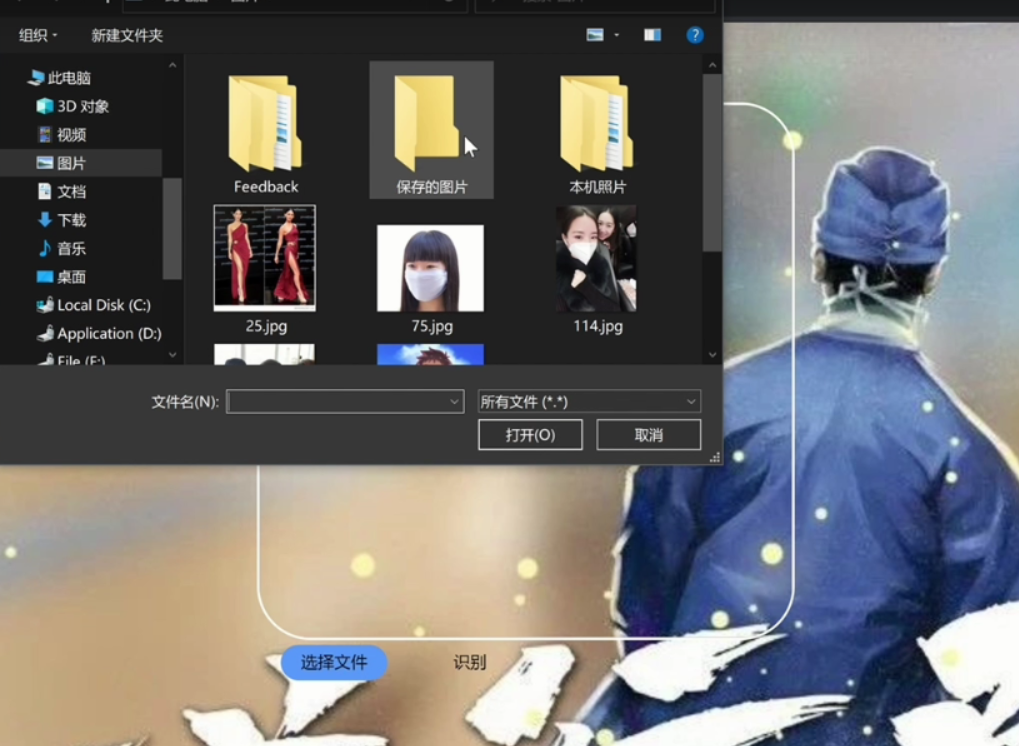 组织
新建文件夹
此电脑
3D 对象
视频
图片
文档
下载
音乐
桌面
Local Disk (C:)
Application (D:)
Feedback
保存的图片
本机照片
25.jpg
75.jpg
114.jpg
文件名(N):
所有文件 (*.*)
打开(O)
取消
选择文件
识别